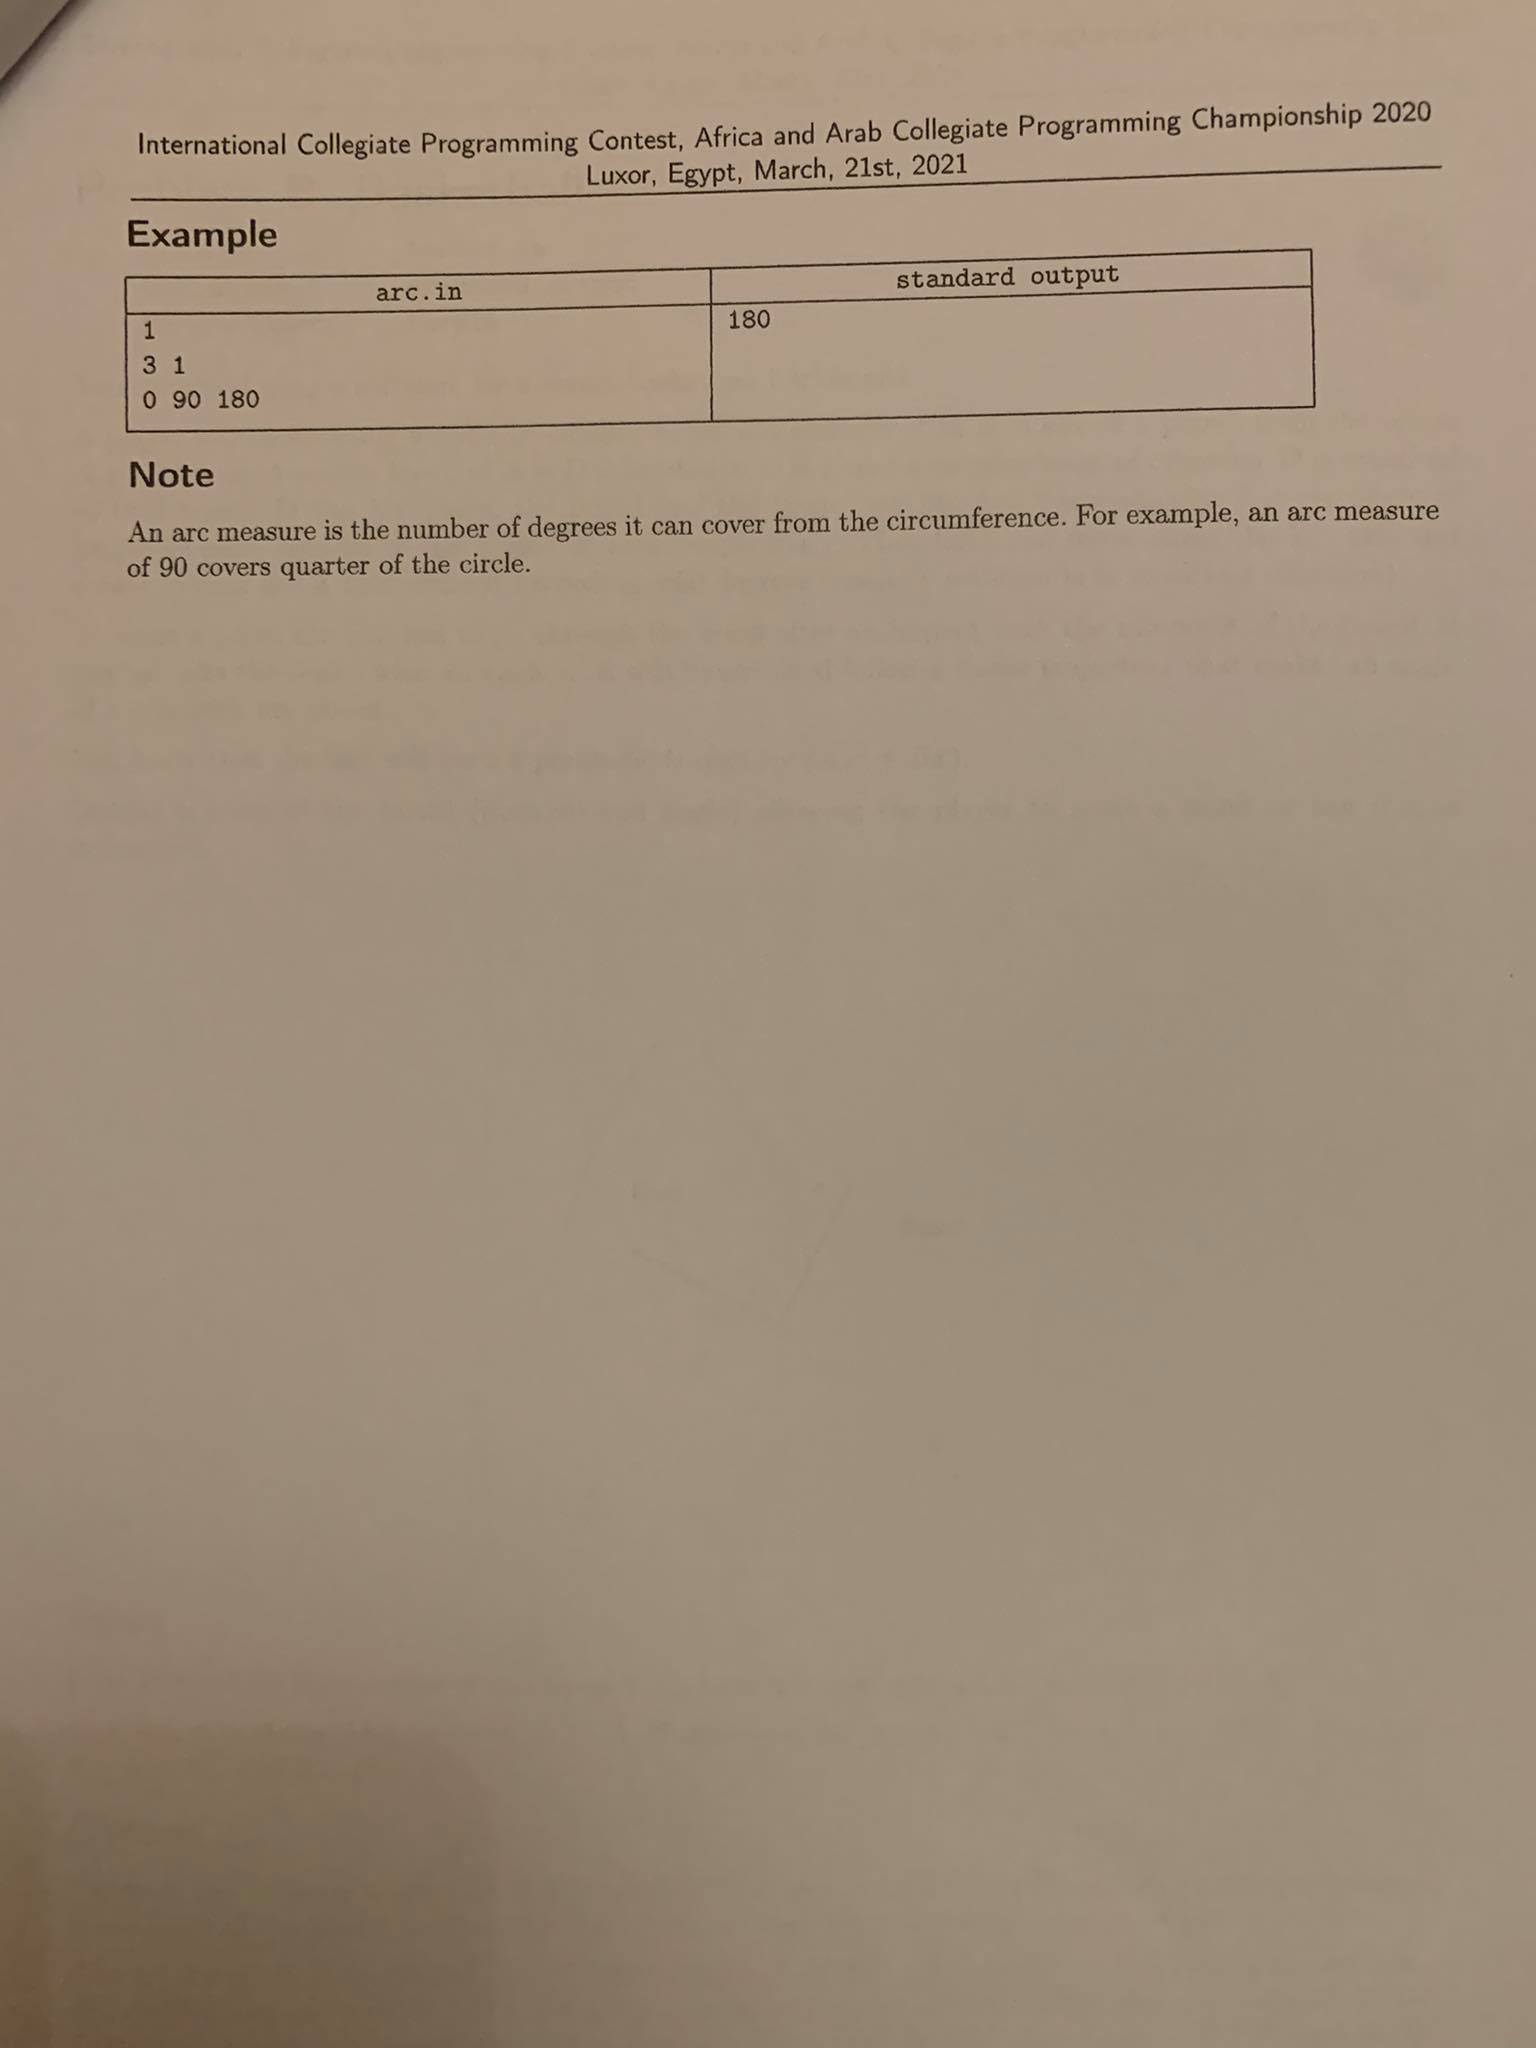 International Collegiate Programming Contest, Africa and Arab Collegiate Programming Championship 2020
Luxor, Egypt, March, 21st, 2021
Example
arc.in standard output
1 180
3 1
0 90 180
Note
An arc measure is the number of degrees it can cover from the circumference. For example, an arc measure
of 90 covers quarter of the circle.